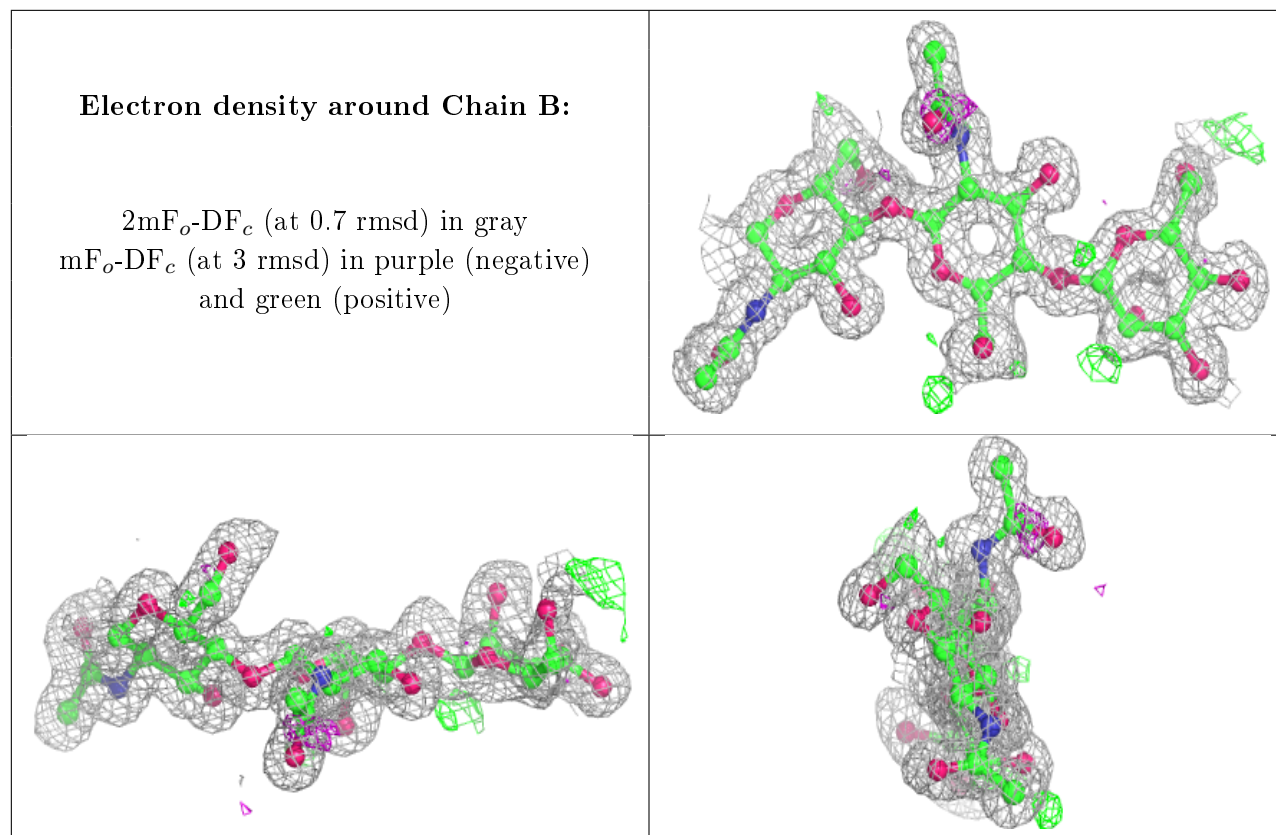 Electron density around Chain B:
2mFo-DFc (at 0.7 rmsd) in gray
mFo-DFc (at 3 rmsd) in purple (negative)
and green (positive)